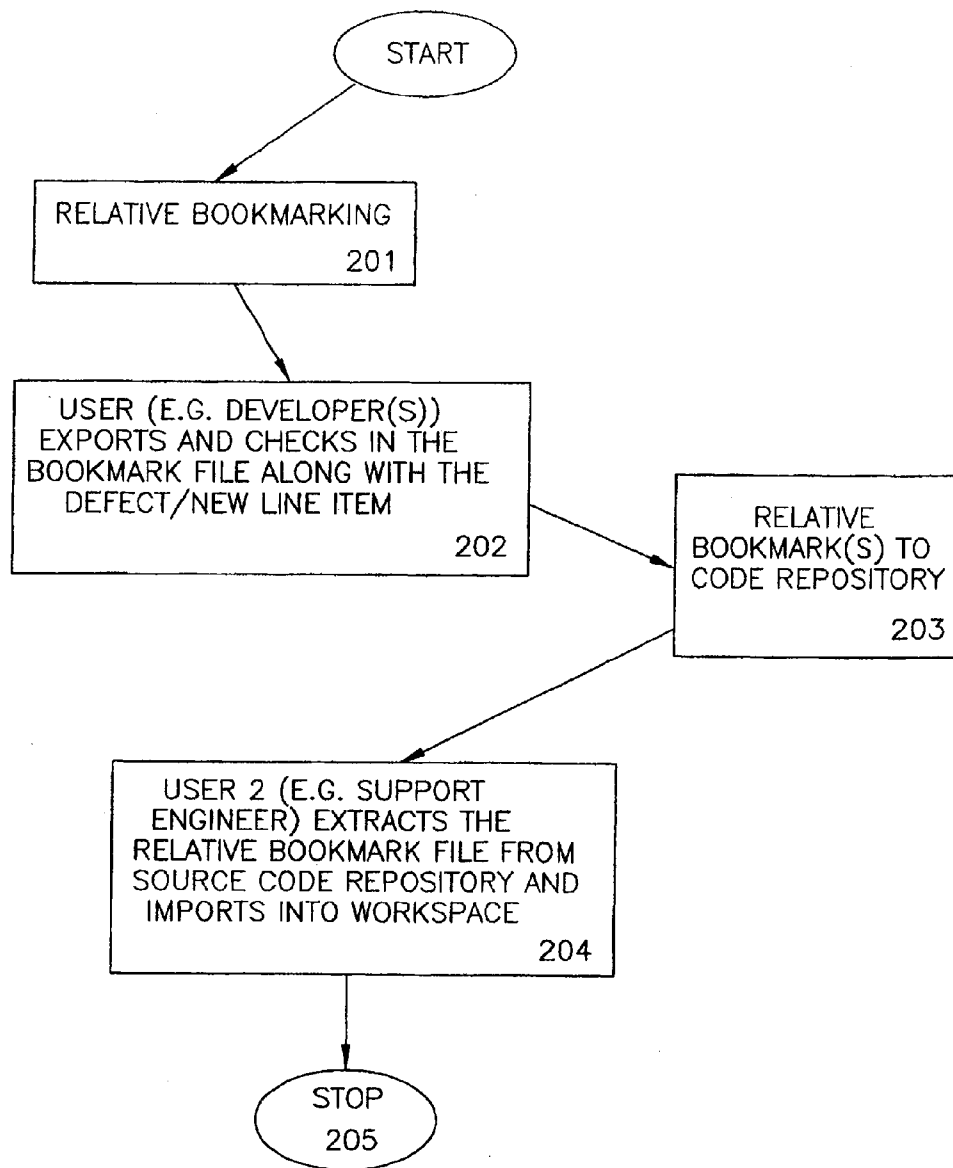 START
RELATIVE BOOKMARKING
201
USER (E.G. DEVELOPER(S))
EXPORTS AND CHECKS IN THE
BOOKMARK FILE ALONG WITH THE
DEFECT/NEW LINE ITEM
202
RELATIVE
BOOKMARK(S) TO
CODE REPOSITORY
203
USER 2 (E.G. SUPPORT
ENGINEER) EXTRACTS THE
RELATIVE BOOKMARK FILE FROM
SOURCE CODE REPOSITORY AND
IMPORTS INTO WORKSPACE
204
STOP
205